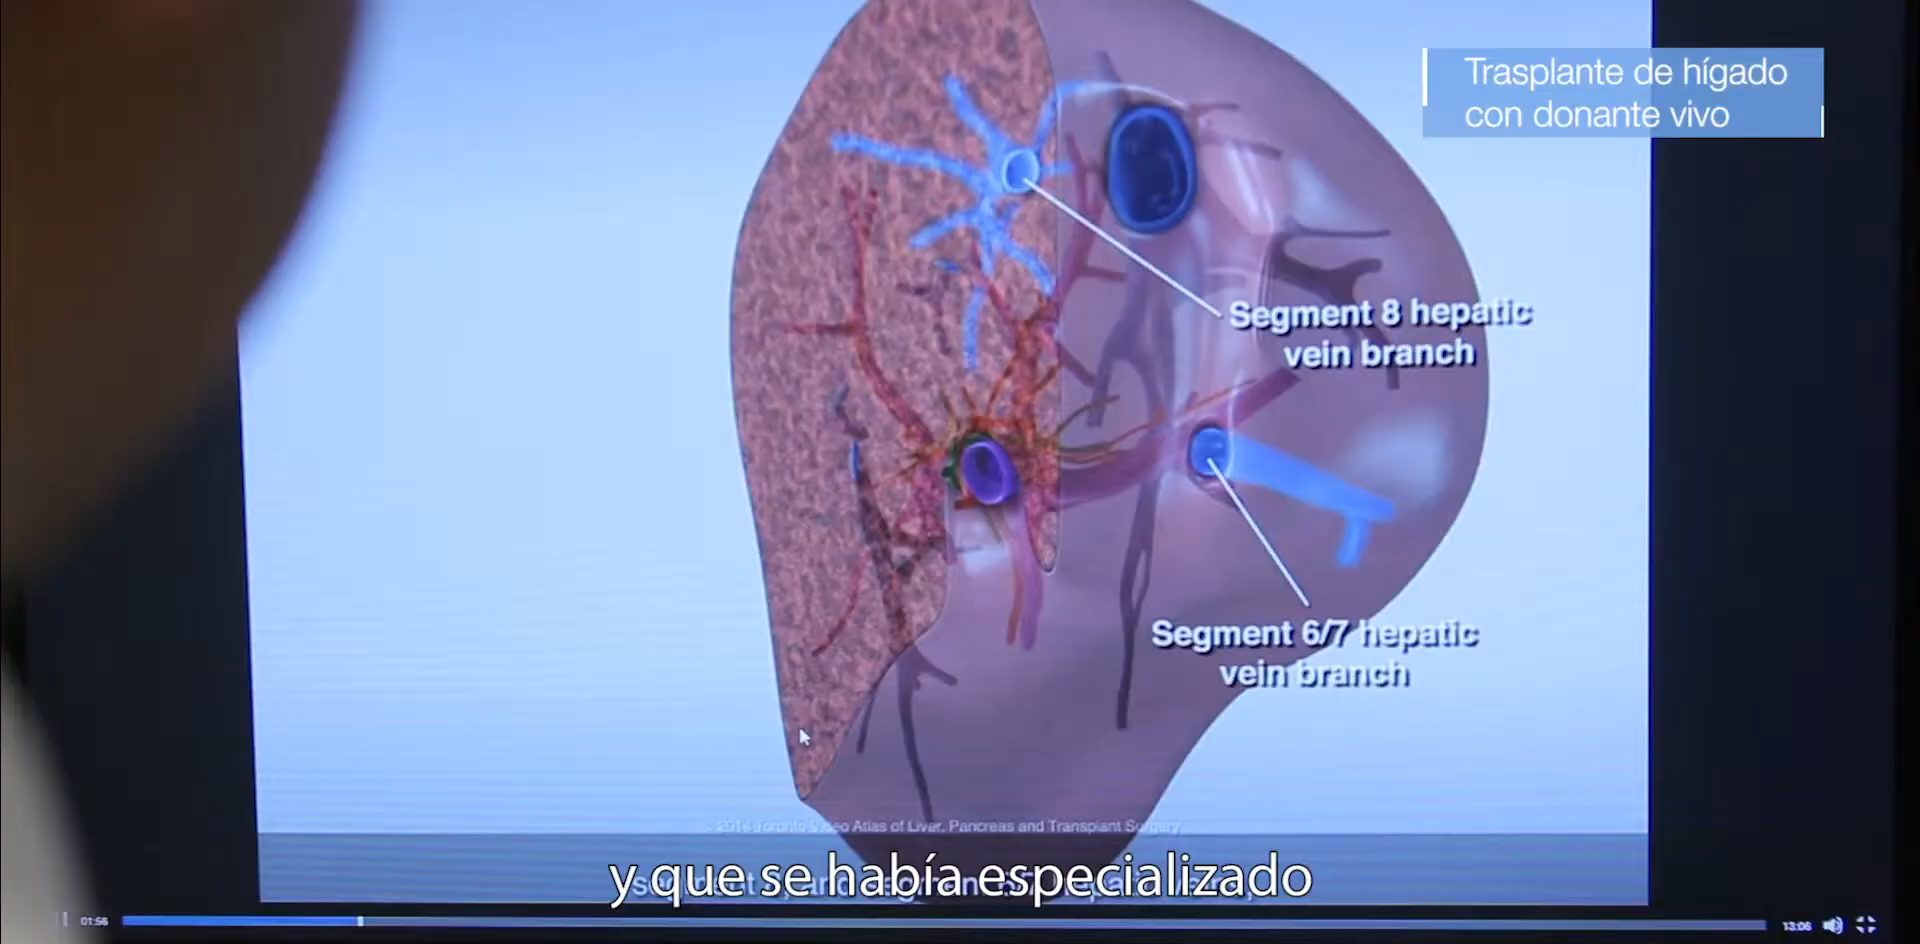 Trasplante de hígado
con donante vivo
Segment 8 hepatic
vein branch
Segment 6/7 hepatic
vein branch
Atlas of Liver, Pancreas and Transplant Surgery
y que se había especializado
01:56
13:06